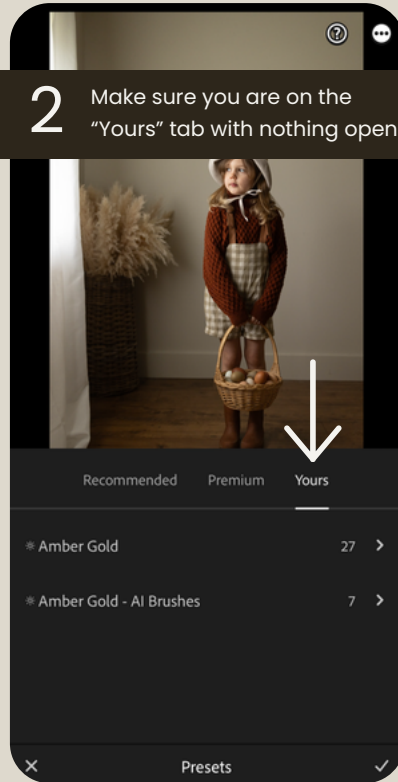 2
Make sure you are on the
“Yours” tab with nothing open
Recommended Premium Yours
Amber Gold 27
Amber Gold - AI Brushes 7
Presets